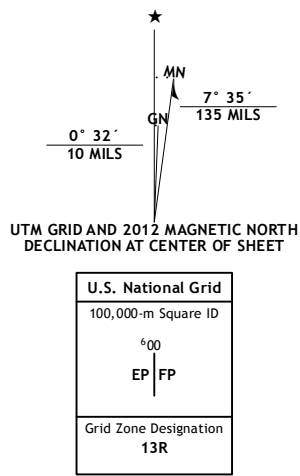 ★
MN
7° 35´
135 MILS
GN
0° 32´
10 MILS
UTM GRID AND 2012 MAGNETIC NORTH
DECLINATION AT CENTER OF SHEET
U.S. National Grid
100,000-m Square ID
⁶00
EP FP
Grid Zone Designation
13R